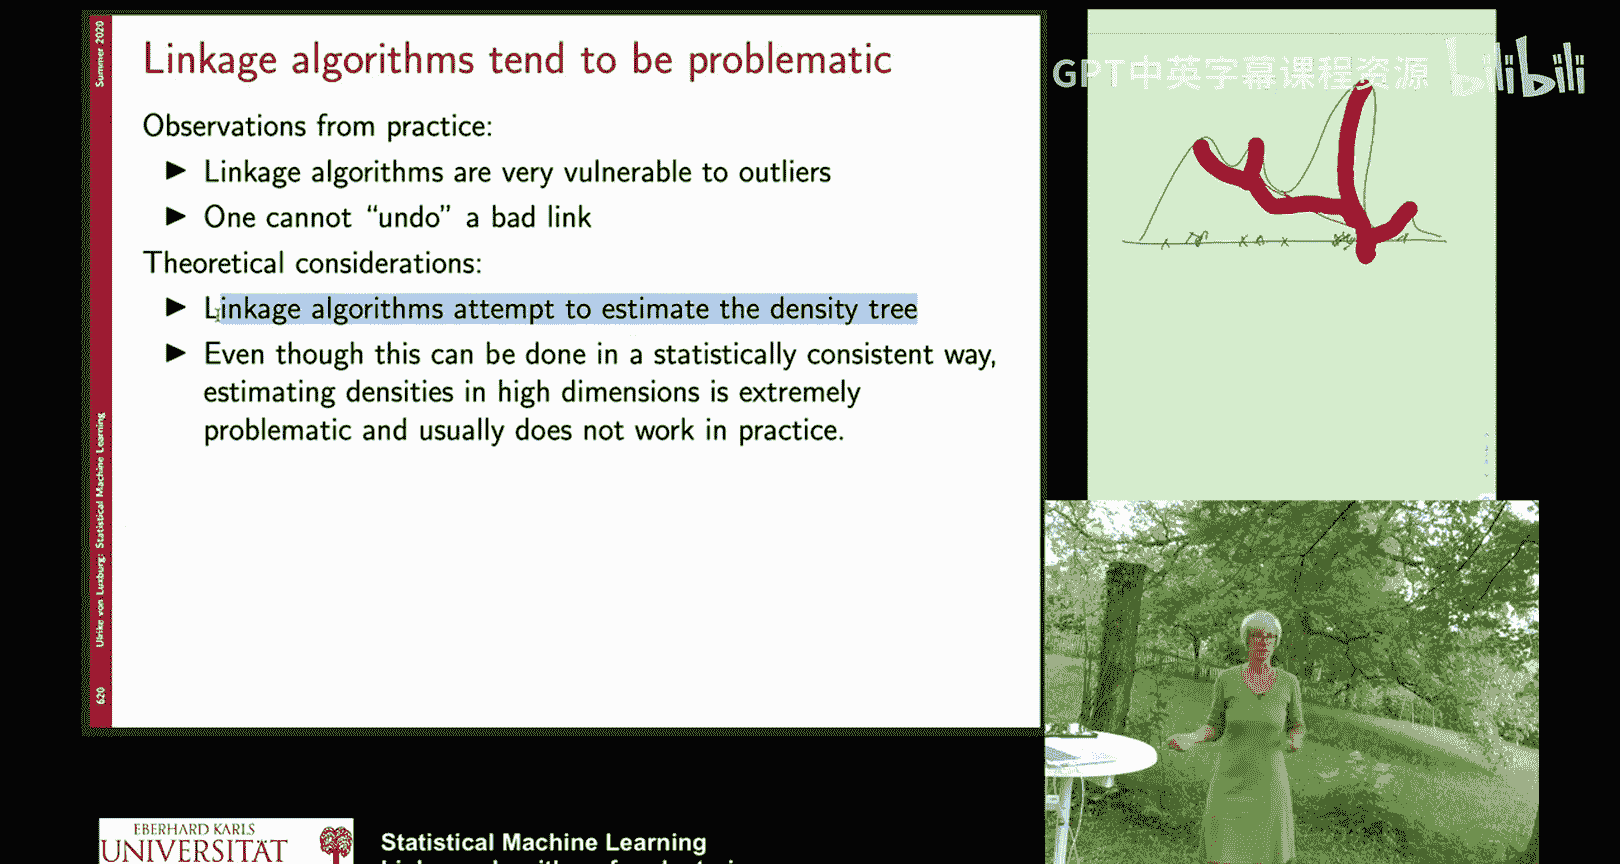 Summer 2020
Linkage algorithms tend to be problematic
Observations from practice:
Linkage algorithms are very vulnerable to outliers
One cannot “undo” a bad link
Theoretical considerations:
Linkage algorithms attempt to estimate the density tree
Even though this can be done in a statistically consistent way,
estimating densities in high dimensions is extremely
problematic and usually does not work in practice.
Ulrike von Luxburg: Statistical Machine Learning
620
GPT中英字幕课程资源
bilibili
EBERHARD KARLS
UNIVERSITÄT
Statistical Machine Learning